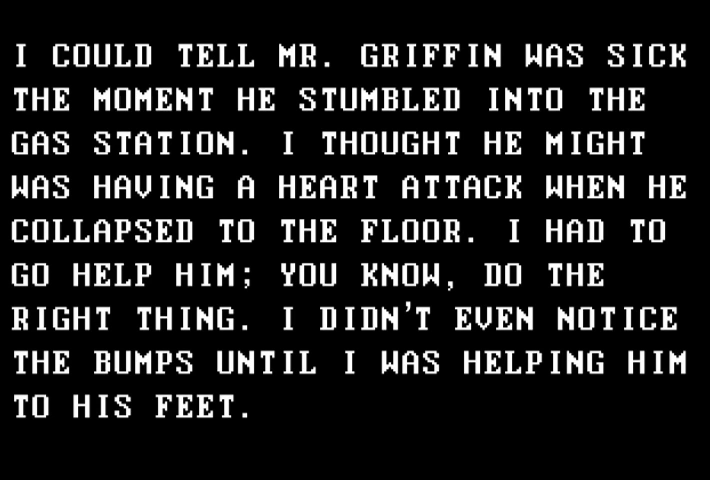 I COULD TELL MR. GRIFFIN WAS SICK
THE MOMENT HE STUMBLED INTO THE
GAS STATION. I THOUGHT HE MIGHT
WAS HAVING A HEART ATTACK WHEN HE
COLLAPSED TO THE FLOOR. I HAD TO
GO HELP HIM; YOU KNOW, DO THE
RIGHT THING. I DIDN'T EVEN NOTICE
THE BUMPS UNTIL I WAS HELPING HIM
TO HIS FEET.